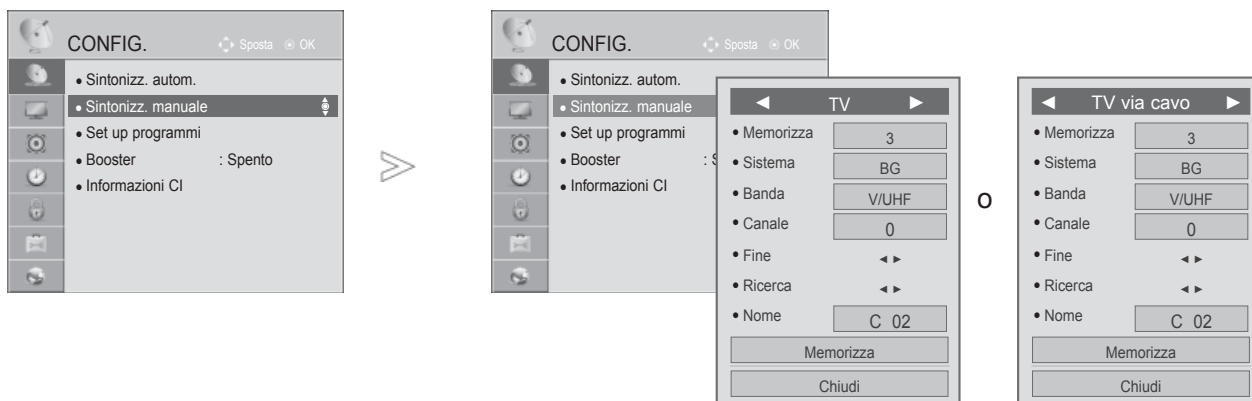 CONFIG. Sposta OK
• Sintonizz. autom.
• Sintonizz. manuale
• Set up programmi
• Booster : Spento
• Informazioni CI
CONFIG. Sposta OK
• Sintonizz. autom.
• Sintonizz. manuale
• Set up programmi
• Booster : S
• Informazioni CI
◄ TV ►
• Memorizza 3
• Sistema BG
• Banda V/UHF
• Canale 0
• Fine ◄ ►
• Ricerca ◄ ►
• Nome C 02
Memorizza
Chiudi
o
◄ TV via cavo ►
• Memorizza 3
• Sistema BG
• Banda V/UHF
• Canale 0
• Fine ◄ ►
• Ricerca ◄ ►
• Nome C 02
Memorizza
Chiudi